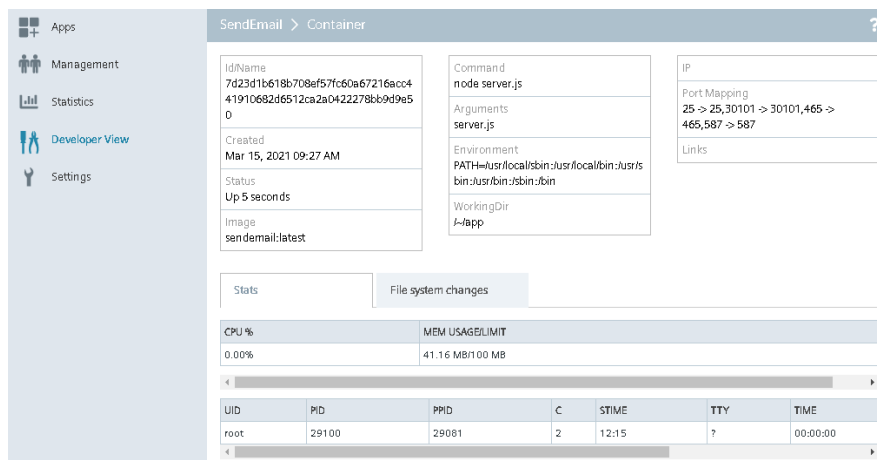 Apps
Management
Statistics
Developer View
Settings
SendEmail > Container
?
Id/Name
7d23d1b618b708ef57fc60a67216acc4
41910682d6512ca2a0422278bb9d9e5
0
Created
Mar 15, 2021 09:27 AM
Status
Up 5 seconds
Image
sendemail:latest
Command
node server.js
Arguments
server.js
Environment
PATH=/usr/local/sbin:/usr/local/bin:/usr/s
bin:/usr/bin:/sbin:/bin
WorkingDir
/~/app
IP
Port Mapping
25 -> 25,30101 -> 30101,465 ->
465,587 -> 587
Links
Stats
File system changes
CPU % MEM USAGE/LIMIT
0.00% 41.16 MB/100 MB
UID PID PPID C STIME TTY TIME
root 29100 29081 2 12:15 ? 00:00:00